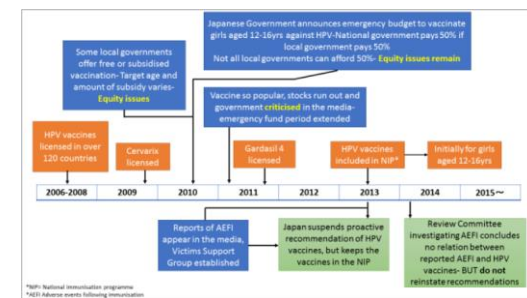 Japanese Government announces emergency budget to vaccinate
girls aged 12-16yrs against HPV-National government pays 50% if
local government pays 50%
Not all local governments can afford 50%- Equity issues remain
Some local governments
offer free or subsidised
vaccination- Target age and
amount of subsidy varies-
Equity issues
Vaccine so popular, stocks run out and
government criticised in the media-
emergency fund period extended
HPV vaccines
licensed in over
120 countries
Cervarix
licensed
Gardasil 4
licensed
HPV vaccines
included in NIP*
Initially for girls
aged 12-16yrs
2006-2008 2009 2010 2011 2012 2013 2014 2015~
Reports of AEFI
appear in the media,
Victims Support
Group established
Japan suspends proactive
recommendation of HPV
vaccines, but keeps the
vaccines in the NIP
Review Committee
investigating AEFI concludes
no relation between
reported AEFI and HPV
vaccines- BUT do not
reinstate recommendations
*NIP= National Immunisation programme
*AEFI Adverse events following immunisation